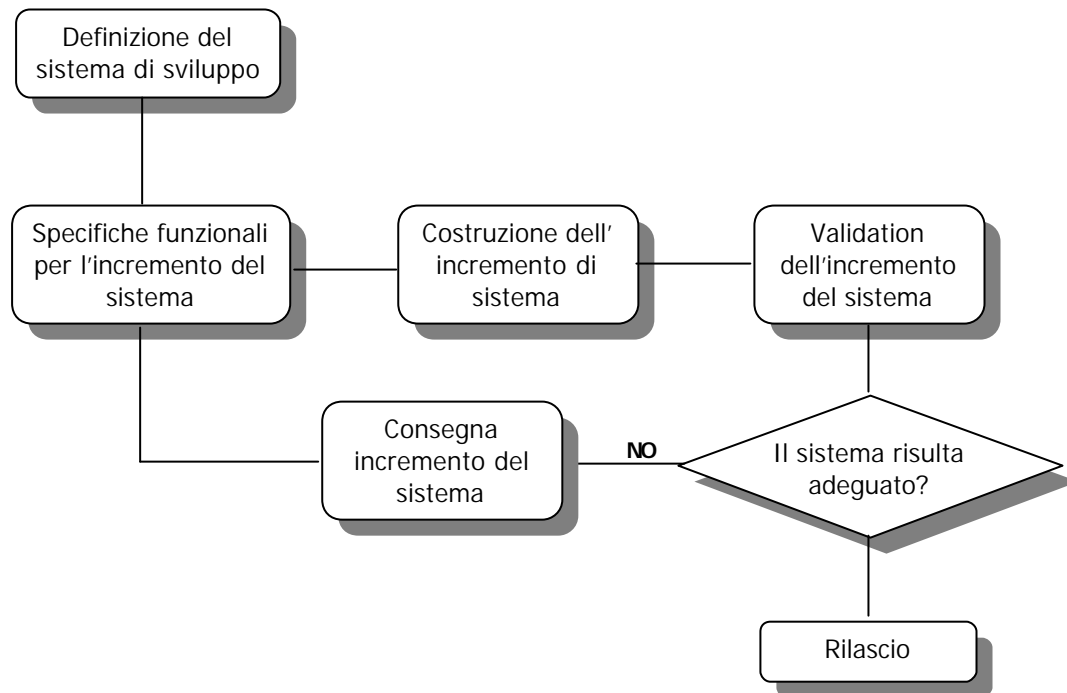 Definizione del
sistema di sviluppo
Specifiche funzionali
per l'incremento del
sistema
Costruzione dell'
incremento di
sistema
Validation
dell'incremento
del sistema
Consegna
incremento del
sistema
NO
Il sistema risulta
adeguato?
Rilascio